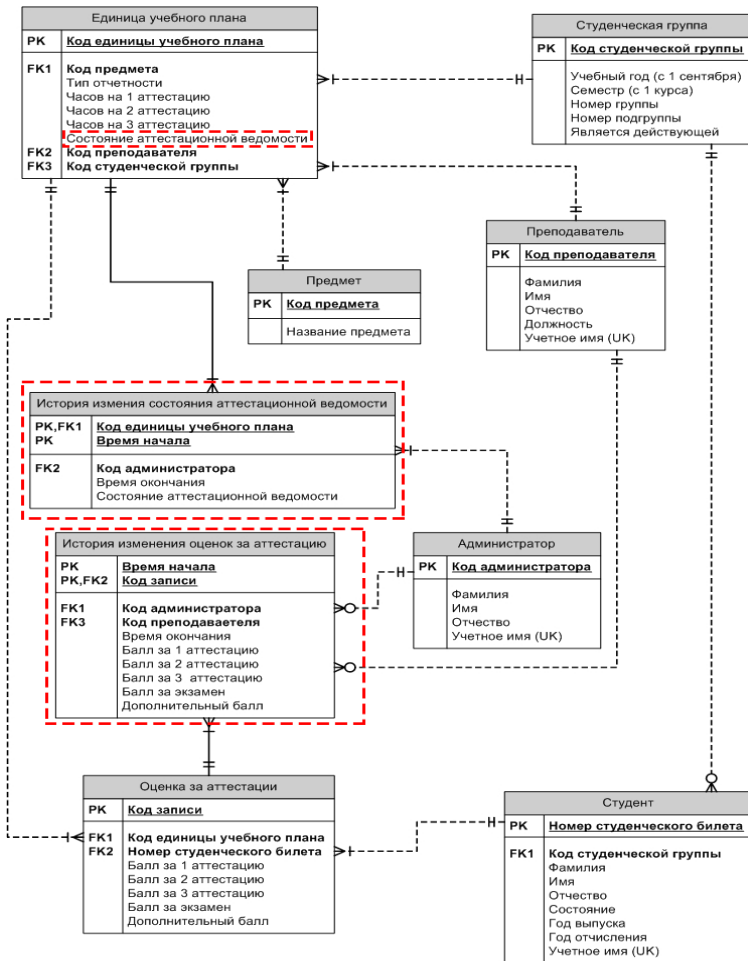 Единица учебного плана
PK Код единицы учебного плана
FK1 Код предмета
Тип отчетности
Часов на 1 аттестацию
Часов на 2 аттестацию
Часов на 3 аттестацию
Состояние аттестационной ведомости
FK2 Код преподавателя
FK3 Код студенческой группы
Студенческая группа
PK Код студенческой группы
Учебный год (с 1 сентября)
Семестр (с 1 курса)
Номер группы
Номер подгруппы
Является действующей
Преподаватель
PK Код преподавателя
Фамилия
Имя
Отчество
Должность
Учетное имя (UK)
Предмет
PK Код предмета
Название предмета
История измения состояния аттестационной ведомости
PK,FK1 Код единицы учебного плана
PK Время начала
FK2 Код администратора
Время окончания
Состояние аттестационной ведомости
История изменения оценок за аттестацию
PK Время начала
PK,FK2 Код записи
FK1 Код администратора
FK3 Код преподаваетеля
Время окончания
Балл за 1 аттестацию
Балл за 2 аттестацию
Балл за 3 аттестацию
Балл за экзамен
Дополнительный балл
Администратор
PK Код администратора
Фамилия
Имя
Отчество
Учетное имя (UK)
Оценка за аттестации
PK Код записи
FK1 Код единицы учебного плана
FK2 Номер студенческого билета
Балл за 1 аттестацию
Балл за 2 аттестацию
Балл за 3 аттестацию
Балл за экзамен
Дополнительный балл
Студент
PK Номер студенческого билета
FK1 Код студенческой группы
Фамилия
Имя
Отчество
Состояние
Год выпуска
Год отчисления
Учетное имя (UK)